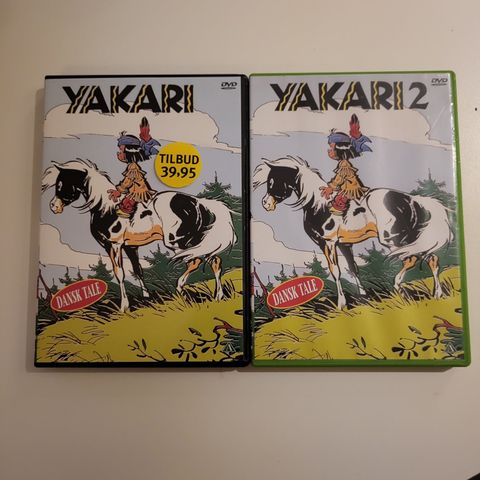 YAKARI
DVD
TILBUD
39.95
DANSK TALE
YAKARI 2
DVD
DANSK TALE